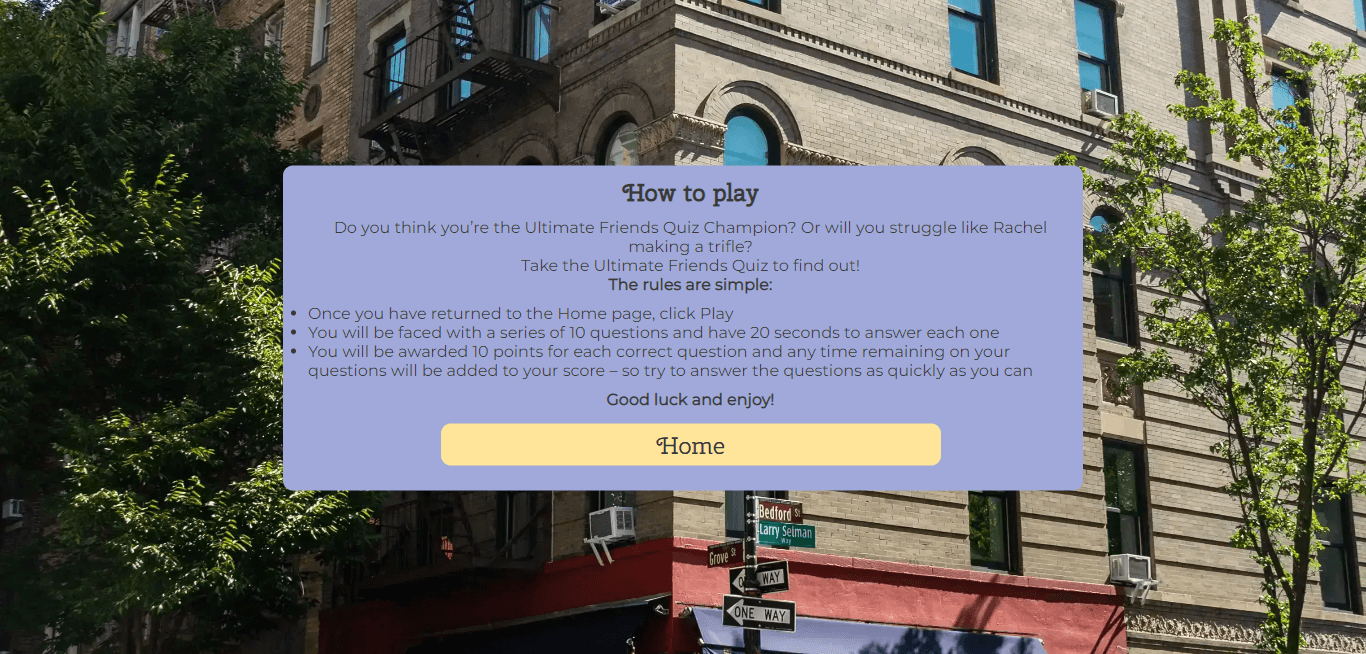 How to play
Do you think you’re the Ultimate Friends Quiz Champion? Or will you struggle like Rachel
making a trifle?
Take the Ultimate Friends Quiz to find out!
The rules are simple:
• Once you have returned to the Home page, click Play
• You will be faced with a series of 10 questions and have 20 seconds to answer each one
• You will be awarded 10 points for each correct question and any time remaining on your
questions will be added to your score – so try to answer the questions as quickly as you can
Good luck and enjoy!
Home
Bedford St
Larry Selman
Way
Grove St
WAY
ONE WAY